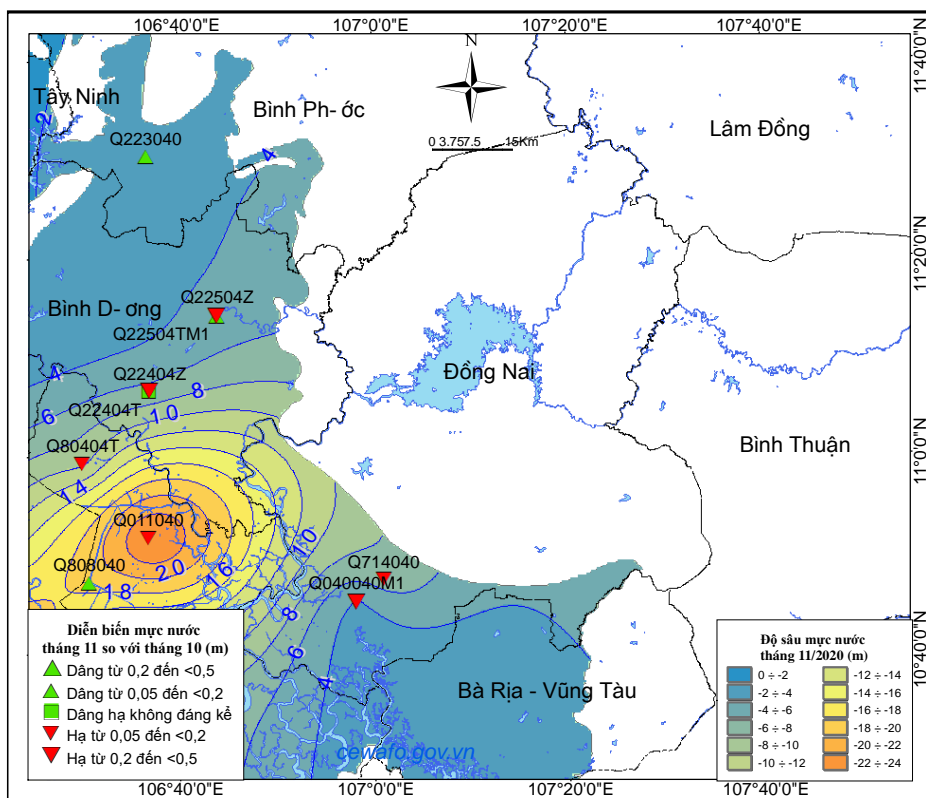 106°40'0"E
107°0'0"E
107°20'0"E
107°40'0"E
11°40'0"N
11°20'0"N
11°0'0"N
10°40'0"N
N
0 3.757.5 15Km
Tây Ninh
Bình Ph- ớc
Lâm Đồng
2
Q223040
4
Bình D- ơng
Q22504Z
Q22504TM1
Đồng Nai
Bình Thuận
4
Q22404Z
8
6
Q22404T
10
Q80404T
14
Q011040
10
Q808040
20
16
18
Q714040
Q040040M1
8
6
4
Bà Rịa - Vũng Tàu
cewafo.gov.vn
Diễn biến mực nước
tháng 11 so với tháng 10 (m)
Dâng từ 0,2 đến <0,5
Dâng từ 0,05 đến <0,2
Dâng hạ không đáng kể
Hạ từ 0,05 đến <0,2
Hạ từ 0,2 đến <0,5
Độ sâu mực nước
tháng 11/2020 (m)
0 ÷ -2
-2 ÷ -4
-4 ÷ -6
-6 ÷ -8
-8 ÷ -10
-10 ÷ -12
-12 ÷ -14
-14 ÷ -16
-16 ÷ -18
-18 ÷ -20
-20 ÷ -22
-22 ÷ -24
106°40'0"E
107°0'0"E
107°20'0"E
107°40'0"E